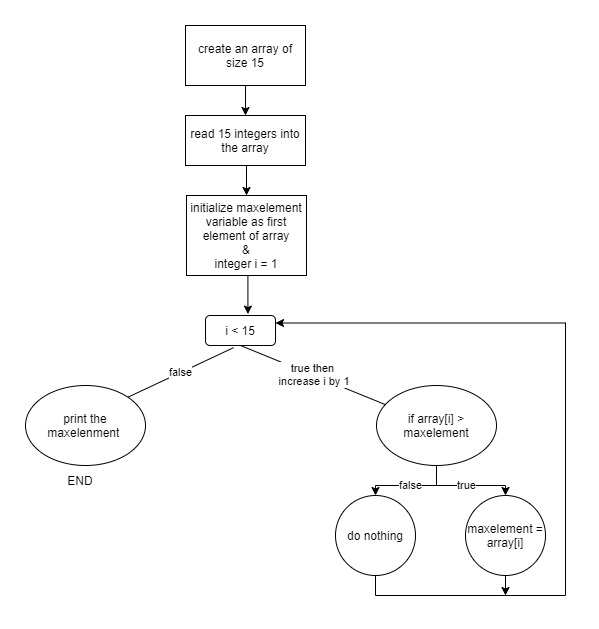 create an array of
size 15
read 15 integers into
the array
initialize maxelement
variable as first
element of array
&
integer i = 1
i < 15
false
true then
increase i by 1
print the
maxelenment
if array[i] >
maxelement
END
false
true
do nothing
maxelement =
array[i]